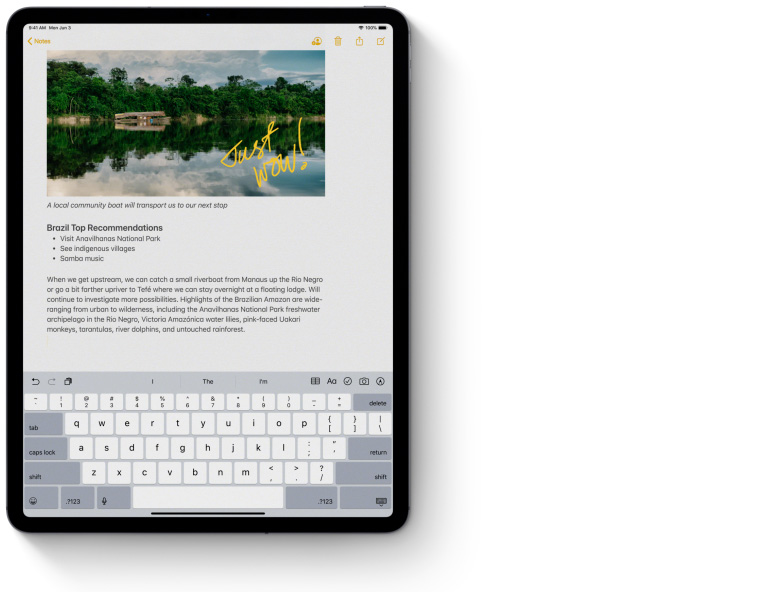 9:41 AM Mon Jun 3
100%
Notes
Just
wow!
A local community boat will transport us to our next stop
Brazil Top Recommendations
• Visit Anavilhanas National Park
• See indigenous villages
• Samba music
When we get upstream, we can catch a small riverboat from Manaus up the Rio Negro
or go a bit farther upriver to Tefé where we can stay overnight at a floating lodge. Will
continue to investigate more possibilities. Highlights of the Brazilian Amazon are wide-
ranging from urban to wilderness, including the Anavilhanas National Park freshwater
archipelago in the Rio Negro, Victoria Amazónica water lilies, pink-faced Uakari
monkeys, tarantulas, river dolphins, and untouched rainforest.
I The I'm Aa
~ ! @ # $ % ^ & * ( ) _ +
` 1 2 3 4 5 6 7 8 9 0 - = delete
tab q w e r t y u i o p { [ } ] | \
caps lock a s d f g h j k l : ; " ' return
shift z x c v b n m < , > . ? / shift
.?123 .?123